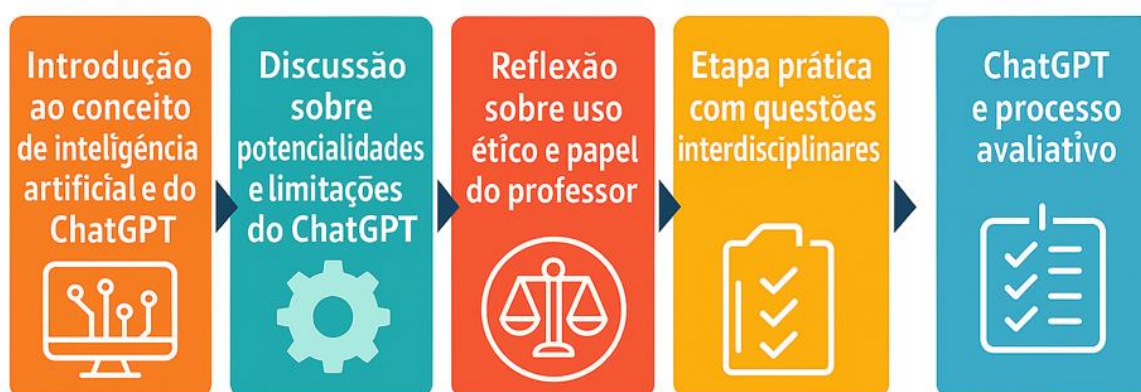 Introdução
ao conceito
de inteligência
artificial e do
ChatGPT
Discussão
sobre
potencialidades
e limitações
do ChatGPT
Reflexão
sobre uso
ético e papel
do professor
Etapa prática
com questões
interdisciplinares
ChatGPT
e processo
avaliativo